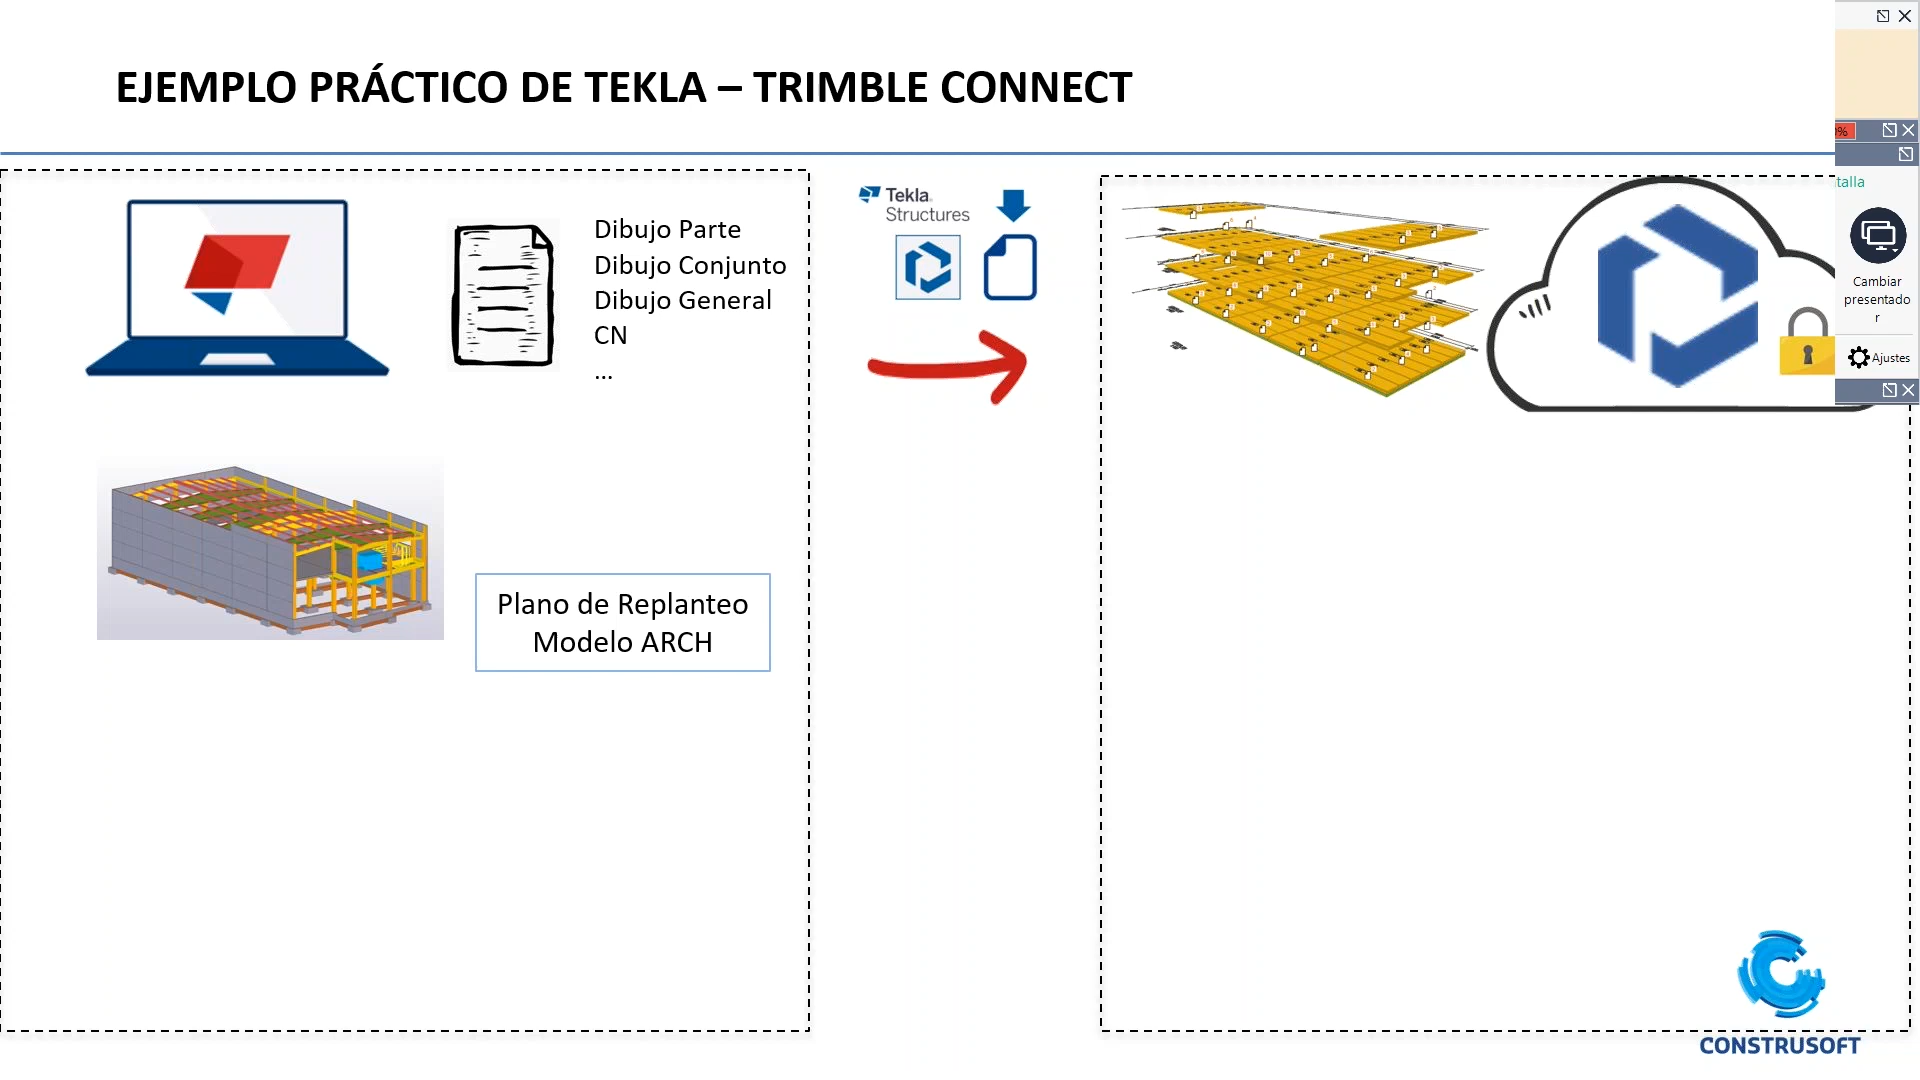 EJEMPLO PRÁCTICO DE TEKLA – TRIMBLE CONNECT
Dibujo Parte
Dibujo Conjunto
Dibujo General
CN
...
Tekla
Structures
Plano de Replanteo
Modelo ARCH
%
talla
Cambiar
presentado
r
Ajustes
CONSTRUSOFT